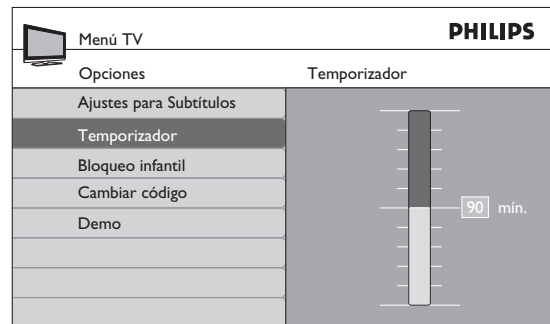 Menú TV
PHILIPS
Opciones
Temporizador
Ajustes para Subtítulos
Temporizador
Bloqueo infantil
Cambiar código
Demo
90 mín.